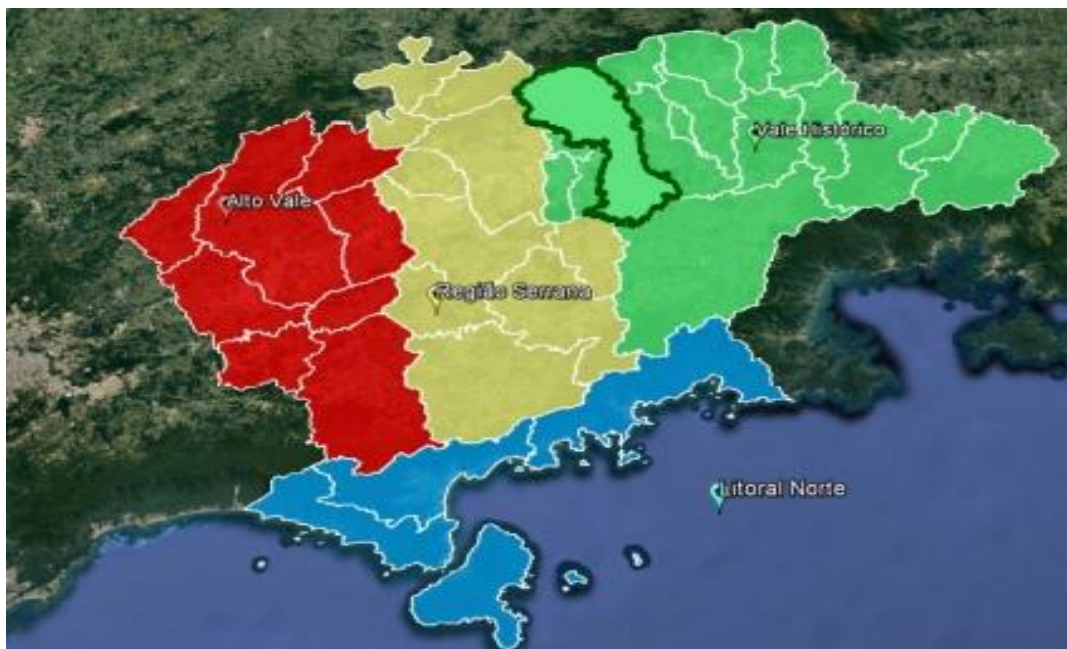 Vale Histórico
Alto Vale
Região Serrana
Litoral Norte